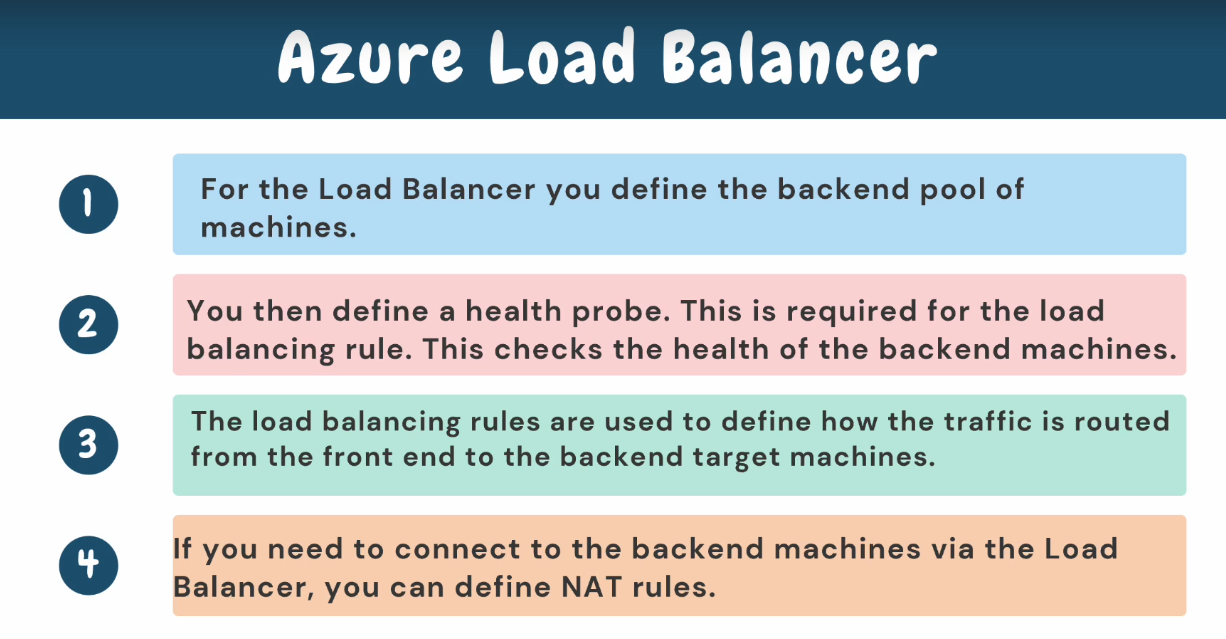 Azure Load Balancer
1
For the Load Balancer you define the backend pool of
machines.
2
You then define a health probe. This is required for the load
balancing rule. This checks the health of the backend machines.
3
The load balancing rules are used to define how the traffic is routed
from the front end to the backend target machines.
4
If you need to connect to the backend machines via the Load
Balancer, you can define NAT rules.